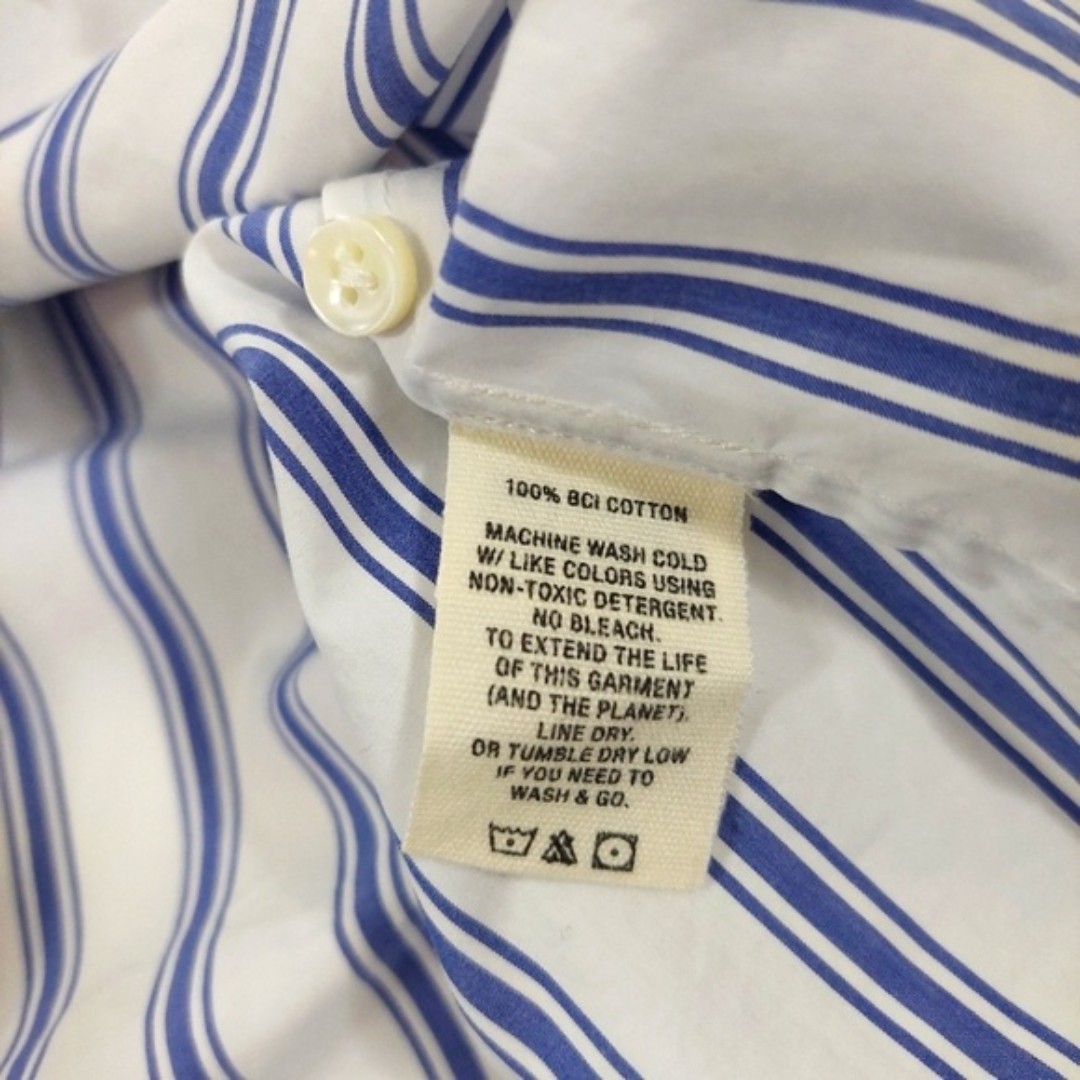 100% BCI COTTON
MACHINE WASH COLD
W/ LIKE COLORS USING
NON-TOXIC DETERGENT.
NO BLEACH.
TO EXTEND THE LIFE
OF THIS GARMENT
(AND THE PLANET),
LINE DRY.
OR TUMBLE DRY LOW
IF YOU NEED TO
WASH & GO.